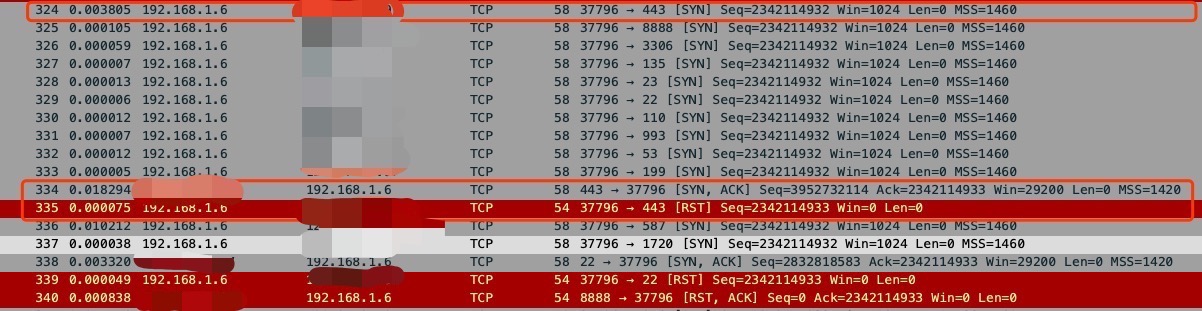 324 0.003805 192.168.1.6 TCP 58 37796 → 443 [SYN] Seq=2342114932 Win=1024 Len=0 MSS=1460
325 0.000105 192.168.1.6 TCP 58 37796 → 8888 [SYN] Seq=2342114932 Win=1024 Len=0 MSS=1460
326 0.000059 192.168.1.6 TCP 58 37796 → 3306 [SYN] Seq=2342114932 Win=1024 Len=0 MSS=1460
327 0.000007 192.168.1.6 TCP 58 37796 → 135 [SYN] Seq=2342114932 Win=1024 Len=0 MSS=1460
328 0.000013 192.168.1.6 TCP 58 37796 → 23 [SYN] Seq=2342114932 Win=1024 Len=0 MSS=1460
329 0.000006 192.168.1.6 TCP 58 37796 → 22 [SYN] Seq=2342114932 Win=1024 Len=0 MSS=1460
330 0.000012 192.168.1.6 TCP 58 37796 → 110 [SYN] Seq=2342114932 Win=1024 Len=0 MSS=1460
331 0.000007 192.168.1.6 TCP 58 37796 → 993 [SYN] Seq=2342114932 Win=1024 Len=0 MSS=1460
332 0.000012 192.168.1.6 TCP 58 37796 → 53 [SYN] Seq=2342114932 Win=1024 Len=0 MSS=1460
333 0.000005 192.168.1.6 TCP 58 37796 → 199 [SYN] Seq=2342114932 Win=1024 Len=0 MSS=1460
334 0.018294 192.168.1.6 TCP 58 443 → 37796 [SYN, ACK] Seq=3952732114 Ack=2342114933 Win=29200 Len=0 MSS=1420
335 0.000075 192.168.1.6 TCP 54 37796 → 443 [RST] Seq=2342114933 Win=0 Len=0
336 0.010212 192.168.1.6 TCP 58 37796 → 587 [SYN] Seq=2342114932 Win=1024 Len=0 MSS=1460
337 0.000038 192.168.1.6 TCP 58 37796 → 1720 [SYN] Seq=2342114932 Win=1024 Len=0 MSS=1460
338 0.003320 192.168.1.6 TCP 58 22 → 37796 [SYN, ACK] Seq=2832818583 Ack=2342114933 Win=29200 Len=0 MSS=1420
339 0.000049 192.168.1.6 TCP 54 37796 → 22 [RST] Seq=2342114933 Win=0 Len=0
340 0.000838 192.168.1.6 TCP 54 8888 → 37796 [RST, ACK] Seq=0 Ack=2342114933 Win=0 Len=0